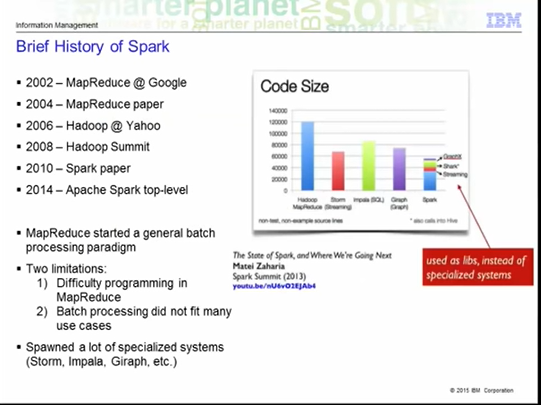 Information Management
IBM
Brief History of Spark
▪ 2002 – MapReduce @ Google
▪ 2004 – MapReduce paper
▪ 2006 – Hadoop @ Yahoo
▪ 2008 – Hadoop Summit
▪ 2010 – Spark paper
▪ 2014 – Apache Spark top-level
▪ MapReduce started a general batch
processing paradigm
▪ Two limitations:
1) Difficulty programming in
MapReduce
2) Batch processing did not fit many
use cases
▪ Spawned a lot of specialized systems
(Storm, Impala, Giraph, etc.)
Code Size
140000
120000
100000
80000
60000
40000
20000
0
GraphX
Shark*
Streaming
Hadoop
MapReduce
Storm
(Streaming)
Impala (SQL)
Giraph
(Graph)
Spark
non-test, non-example source lines
* also calls into Hive
The State of Spark, and Where We're Going Next
Matei Zaharia
Spark Summit (2013)
youtu.be/nU6vO2EJAb4
used as libs, instead of
specialized systems
© 2015 IBM Corporation